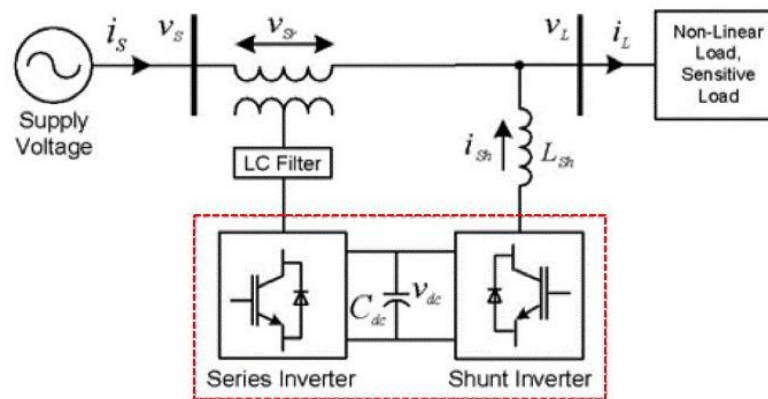 i_S
v_S
v_Sr
v_L
i_L
Non-Linear
Load,
Sensitive
Load
Supply
Voltage
LC Filter
i_Sh
L_Sh
C_dc
v_dc
Series Inverter
Shunt Inverter